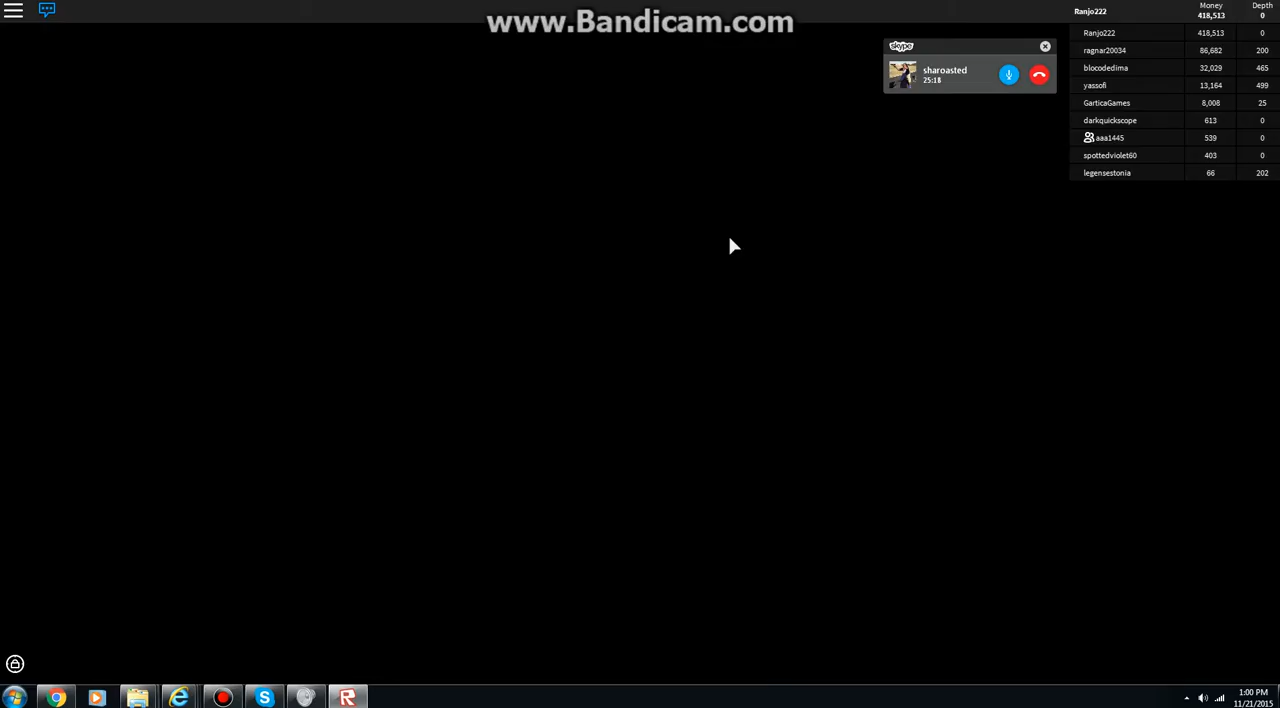 www.Bandicam.com
Ranjo222 Money 418,513 Depth 0
Ranjo222 418,513 0
ragnar20034 86,682 200
blocodedima 32,029 465
yassofi 13,164 499
GarticaGames 8,008 25
darkquickscope 613 0
aaa1445 539 0
spottedviolet60 403 0
legensestonia 66 202
skype
sharoasted
25:18
1:00 PM
11/21/2015